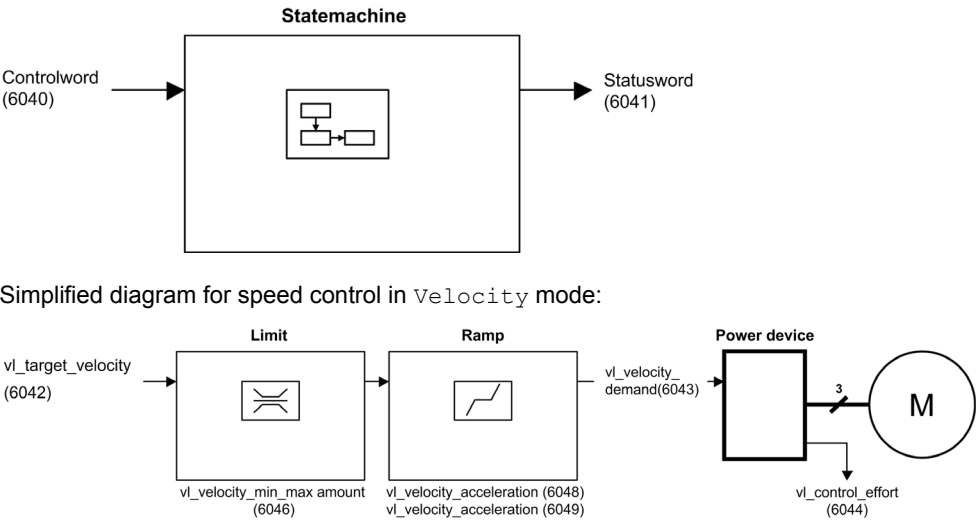 Statemachine
Controlword
(6040)
Statusword
(6041)
Simplified diagram for speed control in Velocity mode:
Limit
Ramp
Power device
vl_target_velocity
(6042)
vl_velocity_
demand(6043)
3
M
vl_velocity_min_max amount
(6046)
vl_velocity_acceleration (6048)
vl_velocity_acceleration (6049)
vl_control_effort
(6044)